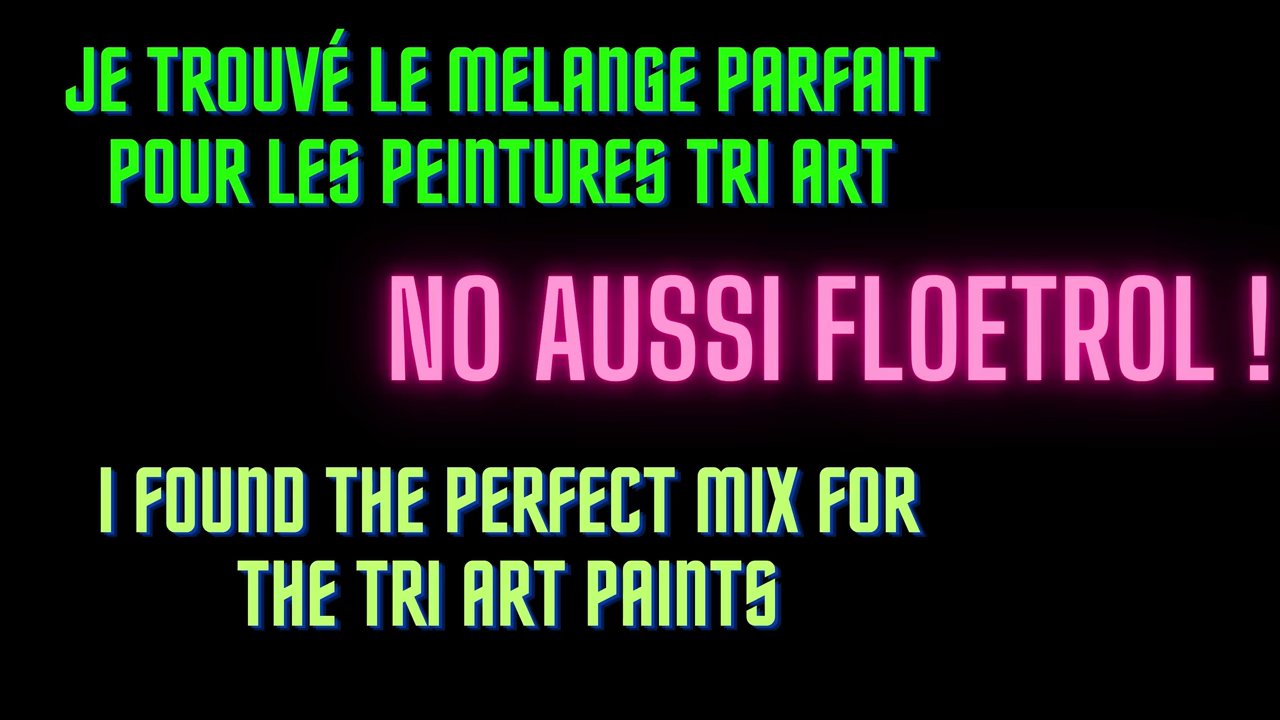 JE TROUVÉ LE MELANGE PARFAIT
POUR LES PEINTURES TRI ART
NO AUSSI FLOETROL !
I FOUND THE PERFECT MIX FOR
THE TRI ART PAINTS